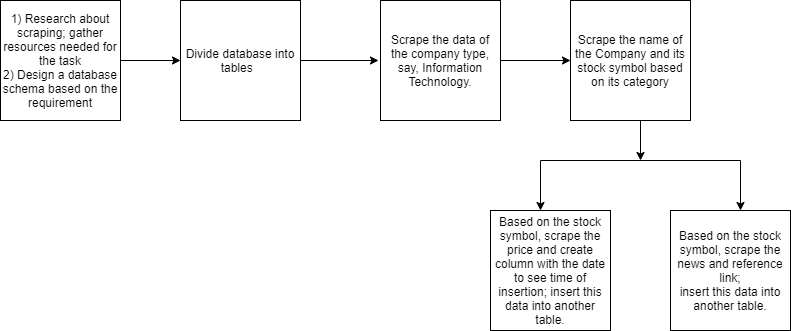 1) Research about
scraping; gather
resources needed for
the task
2) Design a database
schema based on the
requirement
Divide database into
tables
Scrape the data of
the company type,
say, Information
Technology.
Scrape the name of
the Company and its
stock symbol based
on its category
Based on the stock
symbol, scrape the
price and create
column with the date
to see time of
insertion; insert this
data into another
table.
Based on the stock
symbol, scrape the
news and reference
link;
insert this data into
another table.